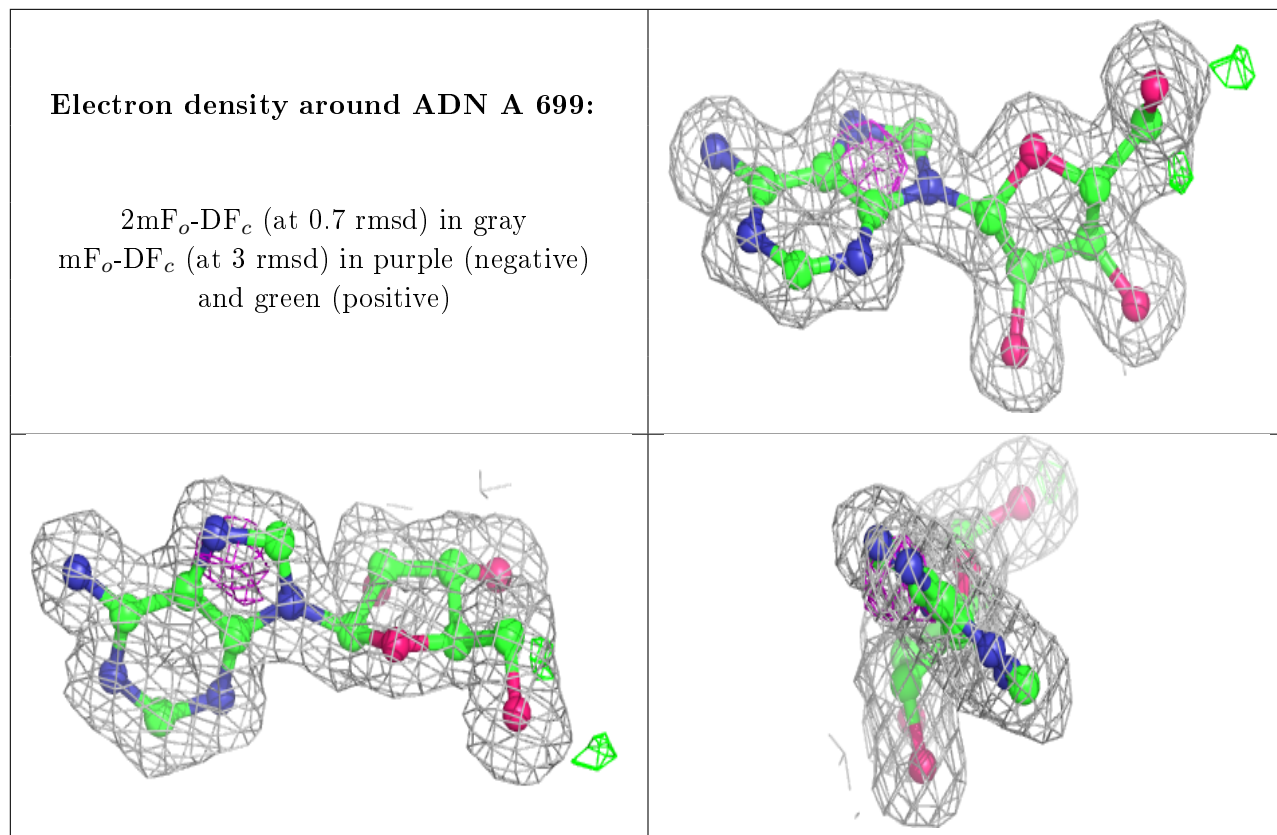 Electron density around ADN A 699:
2mFₒ-DF𝒸 (at 0.7 rmsd) in gray
mFₒ-DF𝒸 (at 3 rmsd) in purple (negative)
and green (positive)